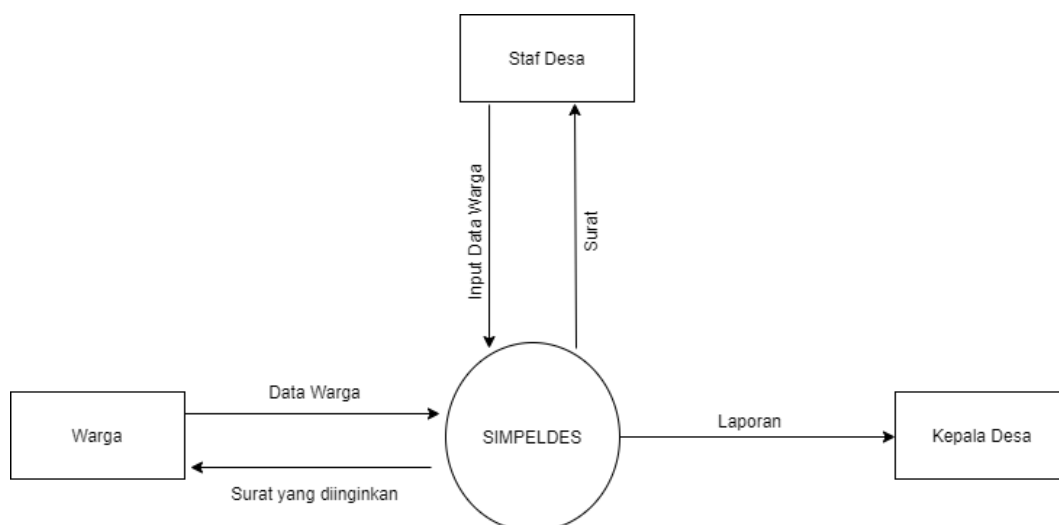 Staf Desa
Input Data Warga
Surat
Data Warga
Warga
SIMPELDES
Laporan
Kepala Desa
Surat yang diinginkan